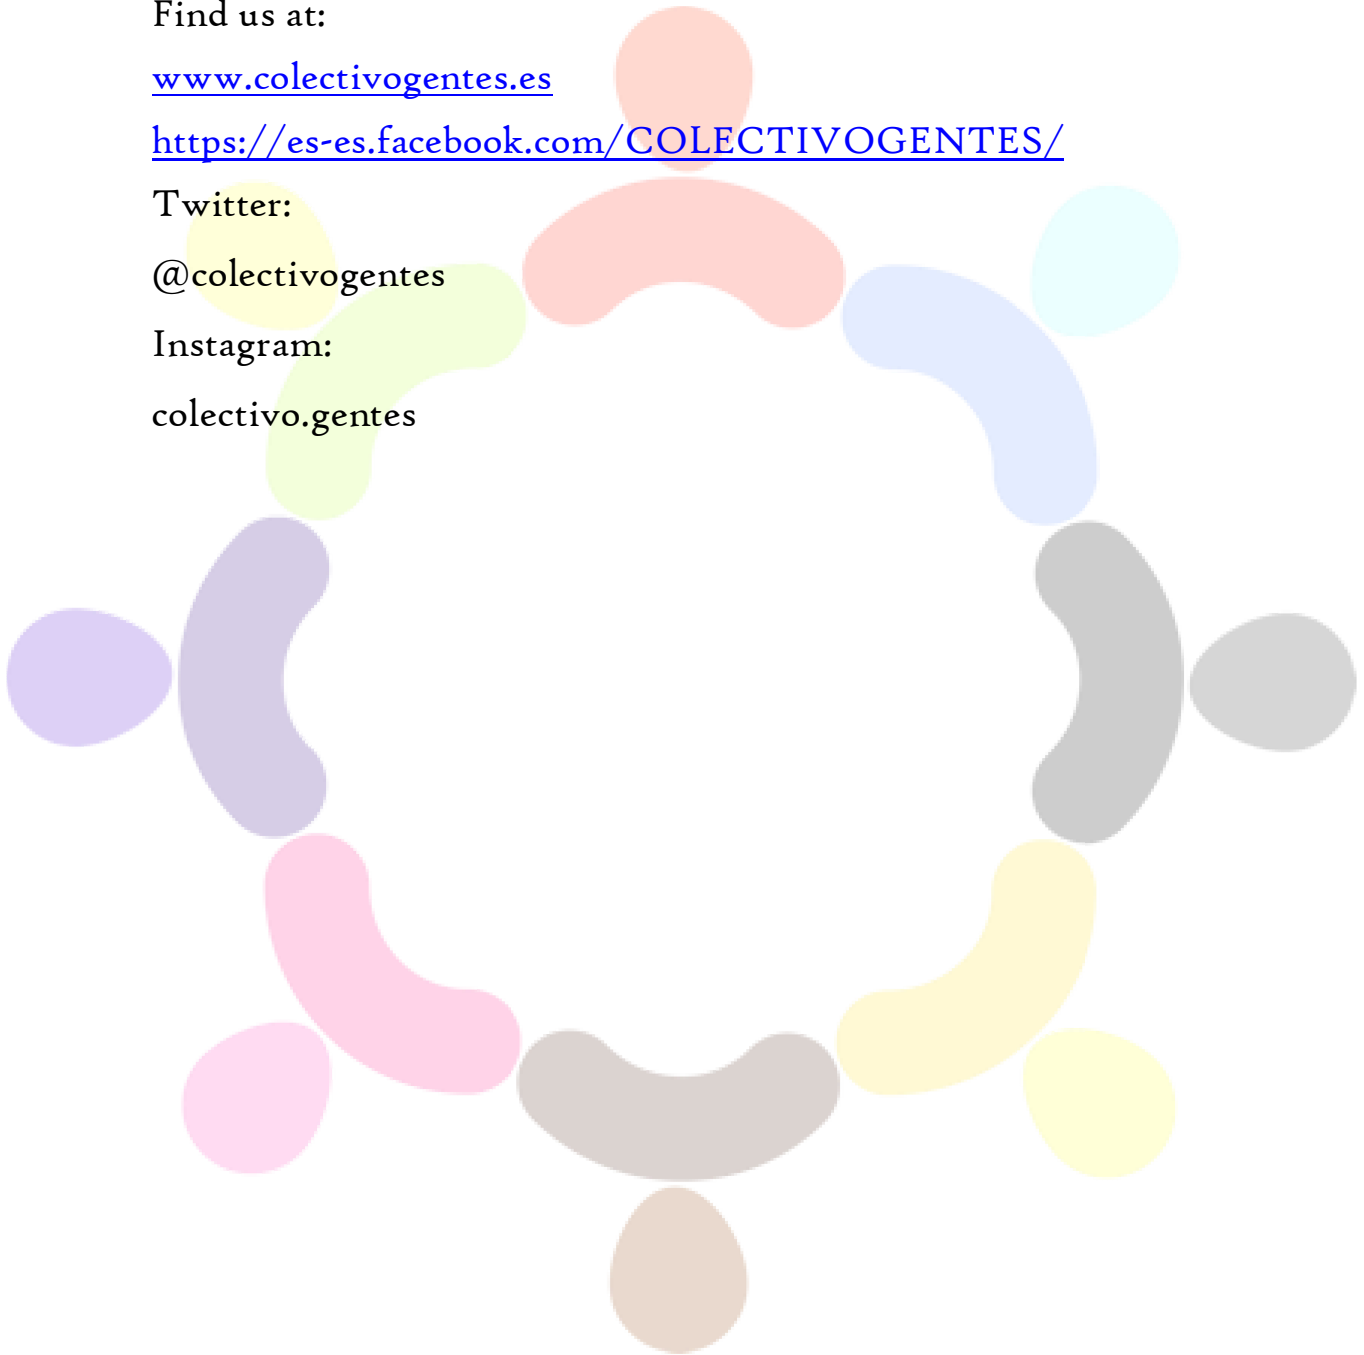 Find us at:
www.colectivogentes.es
https://es-es.facebook.com/COLECTIVOGENTES/
Twitter:
@colectivogentes
Instagram:
colectivo.gentes